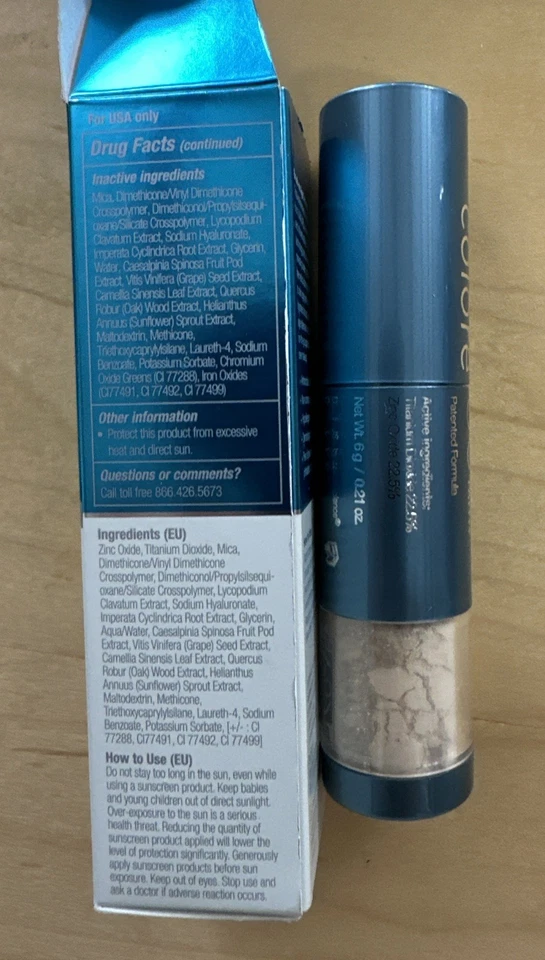 For USA only
Drug Facts (continued)
Inactive ingredients
Mica, Dimethicone/Vinyl Dimethicone
Crosspolymer, Dimethiconol/Propylsilsequi-
oxane/Silicate Crosspolymer, Lycopodium
Clavatum Extract, Sodium Hyaluronate,
Imperata Cyclindrica Root Extract, Glycerin,
Water, Caesalpinia Spinosa Fruit Pod
Extract, Vitis Vinifera (Grape) Seed Extract,
Camellia Sinensis Leaf Extract, Quercus
Robur (Oak) Wood Extract, Helianthus
Annuus (Sunflower) Sprout Extract,
Maltodextrin, Methicone,
Triethoxycaprylylsilane, Laureth-4, Sodium
Benzoate, Potassium Sorbate, Chromium
Oxide Greens (CI 77288), Iron Oxides
(CI77491, CI 77492, CI 77499)
Other information
• Protect this product from excessive
heat and direct sun.
Questions or comments?
Call toll free 866.426.5673
Ingredients (EU)
Zinc Oxide, Titanium Dioxide, Mica,
Dimethicone/Vinyl Dimethicone
Crosspolymer, Dimethiconol/Propylsilsequi-
oxane/Silicate Crosspolymer, Lycopodium
Clavatum Extract, Sodium Hyaluronate,
Imperata Cyclindrica Root Extract, Glycerin,
Aqua/Water, Caesalpinia Spinosa Fruit Pod
Extract, Vitis Vinifera (Grape) Seed Extract,
Camellia Sinensis Leaf Extract, Quercus
Robur (Oak) Wood Extract, Helianthus
Annuus (Sunflower) Sprout Extract,
Maltodextrin, Methicone,
Triethoxycaprylylsilane, Laureth-4, Sodium
Benzoate, Potassium Sorbate, [+/- : CI
77288, CI77491, CI 77492, CI 77499]
How to Use (EU)
Do not stay too long in the sun, even while
using a sunscreen product. Keep babies
and young children out of direct sunlight.
Over-exposure to the sun is a serious
health threat. Reducing the quantity of
sunscreen product applied will lower the
level of protection significantly. Generously
apply sunscreen products before sun
exposure. Keep out of eyes. Stop use and
ask a doctor if adverse reaction occurs.
Patented Formula
Active ingredients:
Titanium Dioxide 22.5%
Zinc Oxide 22.5%
Net Wt. 6 g / 0.21 oz.